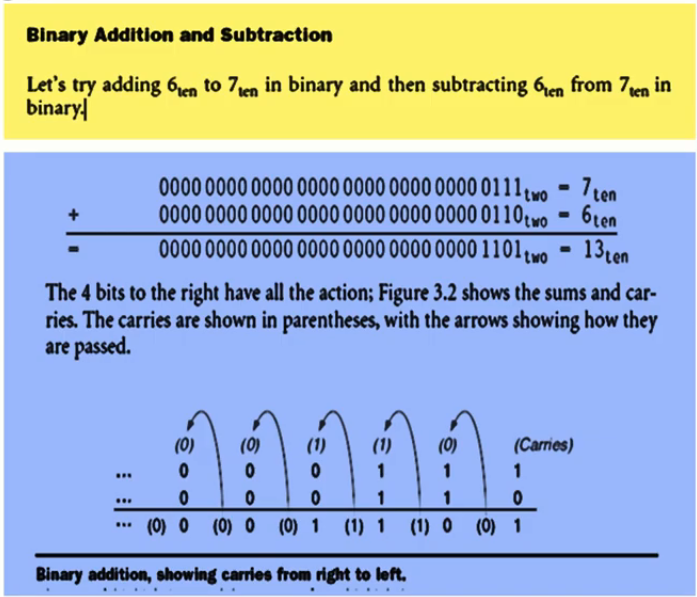 Binary Addition and Subtraction
Let's try adding 6ten to 7ten in binary and then subtracting 6ten from 7ten in
binary.
0000 0000 0000 0000 0000 0000 0000 0111two = 7ten
+ 0000 0000 0000 0000 0000 0000 0000 0110two = 6ten
= 0000 0000 0000 0000 0000 0000 0000 1101two = 13ten
The 4 bits to the right have all the action; Figure 3.2 shows the sums and car-
ries. The carries are shown in parentheses, with the arrows showing how they
are passed.
(0) (0) (1) (1) (0) (Carries)
... 0 0 0 1 1 1
... 0 0 0 1 1 0
... (0) 0 (0) 0 (0) 1 (1) 1 (1) 0 (0) 1
Binary addition, showing carries from right to left.